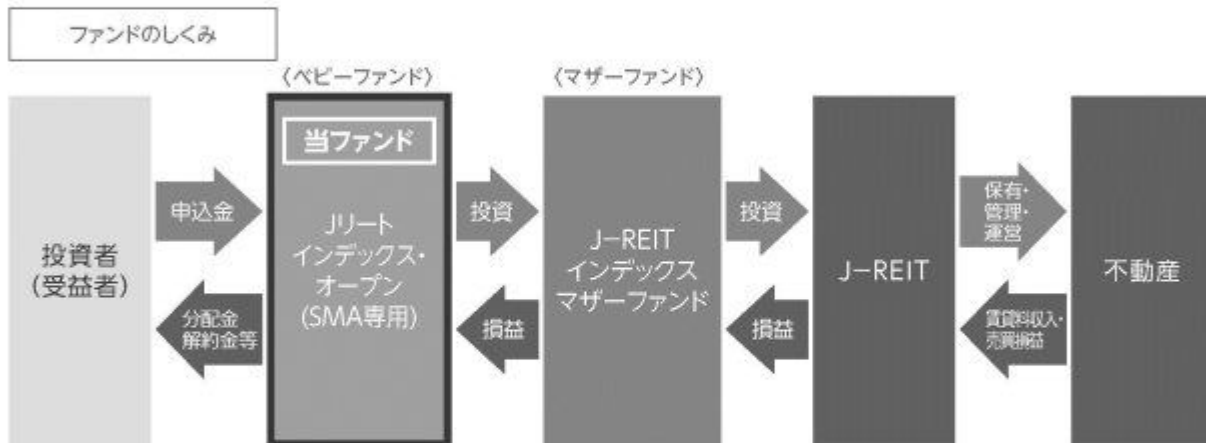 ファンドのしくみ
〈ベビーファンド〉
〈マザーファンド〉
投資者
(受益者)
申込金
分配金
解約金等
当ファンド
Jリート
インデックス・
オープン
(SMA専用)
投資
損益
J-REIT
インデックス
マザーファンド
投資
損益
J-REIT
保有・
管理・
運営
賃貸料収入・
売買損益
不動産